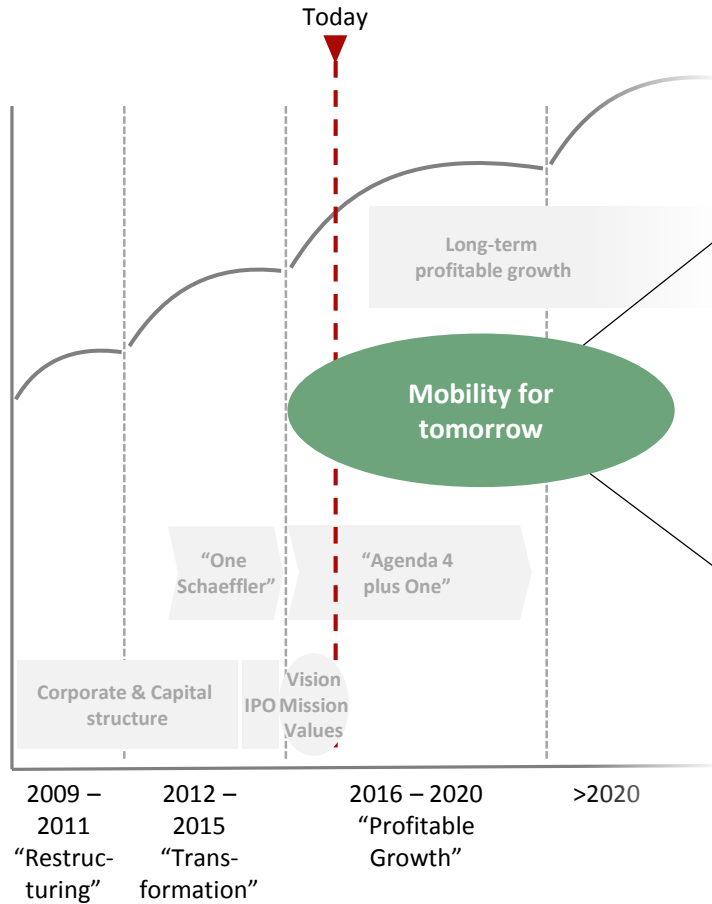 Today
Long-term
profitable growth
Mobility for
tomorrow
“One
Schaeffler”
“Agenda 4
plus One”
Corporate & Capital
structure
IPO
Vision
Mission
Values
2009 –
2011
“Restruc-
turing”
2012 –
2015
“Trans-
formation”
2016 – 2020
“Profitable
Growth”
>2020